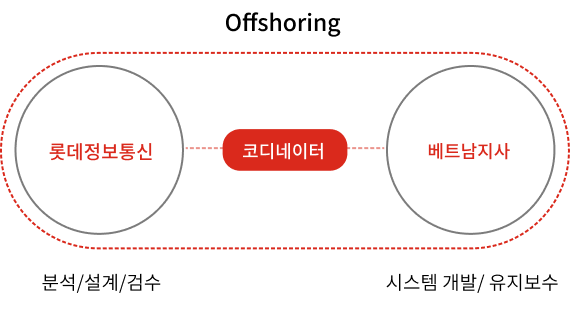 Offshoring
롯데정보통신
코디네이터
베트남지사
분석/설계/검수
시스템 개발/ 유지보수